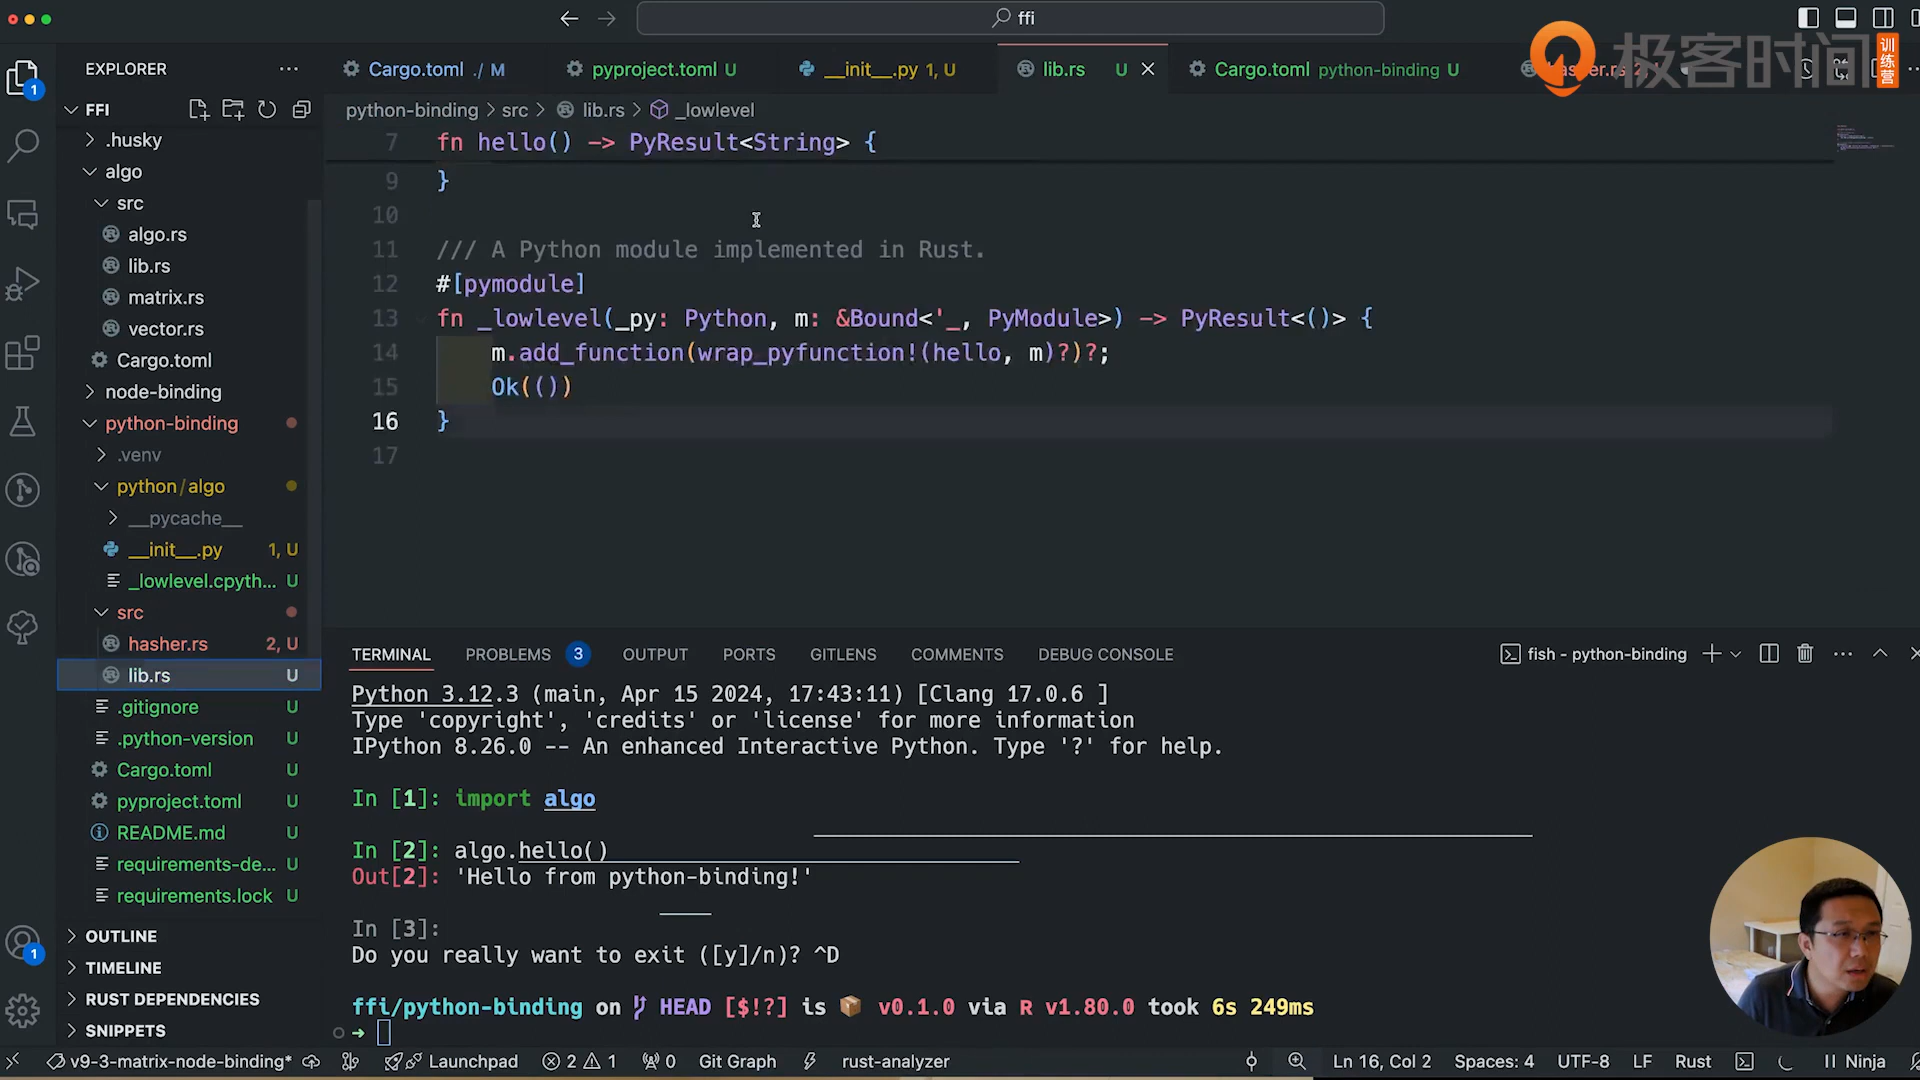 ffi
极客时间 训练营
EXPLORER
Cargo.toml ./ M
pyproject.toml U
__init__.py 1, U
lib.rs U
Cargo.toml python-binding U
FFI
.husky
algo
src
algo.rs
lib.rs
matrix.rs
vector.rs
Cargo.toml
node-binding
python-binding
.venv
python/algo
__pycache__
__init__.py 1, U
_lowlevel.cpyth... U
src
hasher.rs 2, U
lib.rs U
.gitignore U
.python-version U
Cargo.toml U
pyproject.toml U
README.md U
requirements-de... U
requirements.lock U
OUTLINE
TIMELINE
RUST DEPENDENCIES
SNIPPETS
python-binding > src > lib.rs > _lowlevel
7 fn hello() -> PyResult<String> {
9 }
10
11 /// A Python module implemented in Rust.
12 #[pymodule]
13 fn _lowlevel(_py: Python, m: &Bound<'_, PyModule>) -> PyResult<()> {
14 m.add_function(wrap_pyfunction!(hello, m)?)?;
15 Ok(())
16 }
17
TERMINAL PROBLEMS 3 OUTPUT PORTS GITLENS COMMENTS DEBUG CONSOLE
fish - python-binding
Python 3.12.3 (main, Apr 15 2024, 17:43:11) [Clang 17.0.6 ]
Type 'copyright', 'credits' or 'license' for more information
IPython 8.26.0 -- An enhanced Interactive Python. Type '?' for help.
In [1]: import algo
In [2]: algo.hello()
Out[2]: 'Hello from python-binding!'
In [3]:
Do you really want to exit ([y]/n)? ^D
ffi/python-binding on HEAD [$!?] is 📦 v0.1.0 via R v1.80.0 took 6s 249ms
→
1
1
v9-3-matrix-node-binding* Launchpad 2 1 0 Git Graph rust-analyzer Ln 16, Col 2 Spaces: 4 UTF-8 LF Rust Ninja